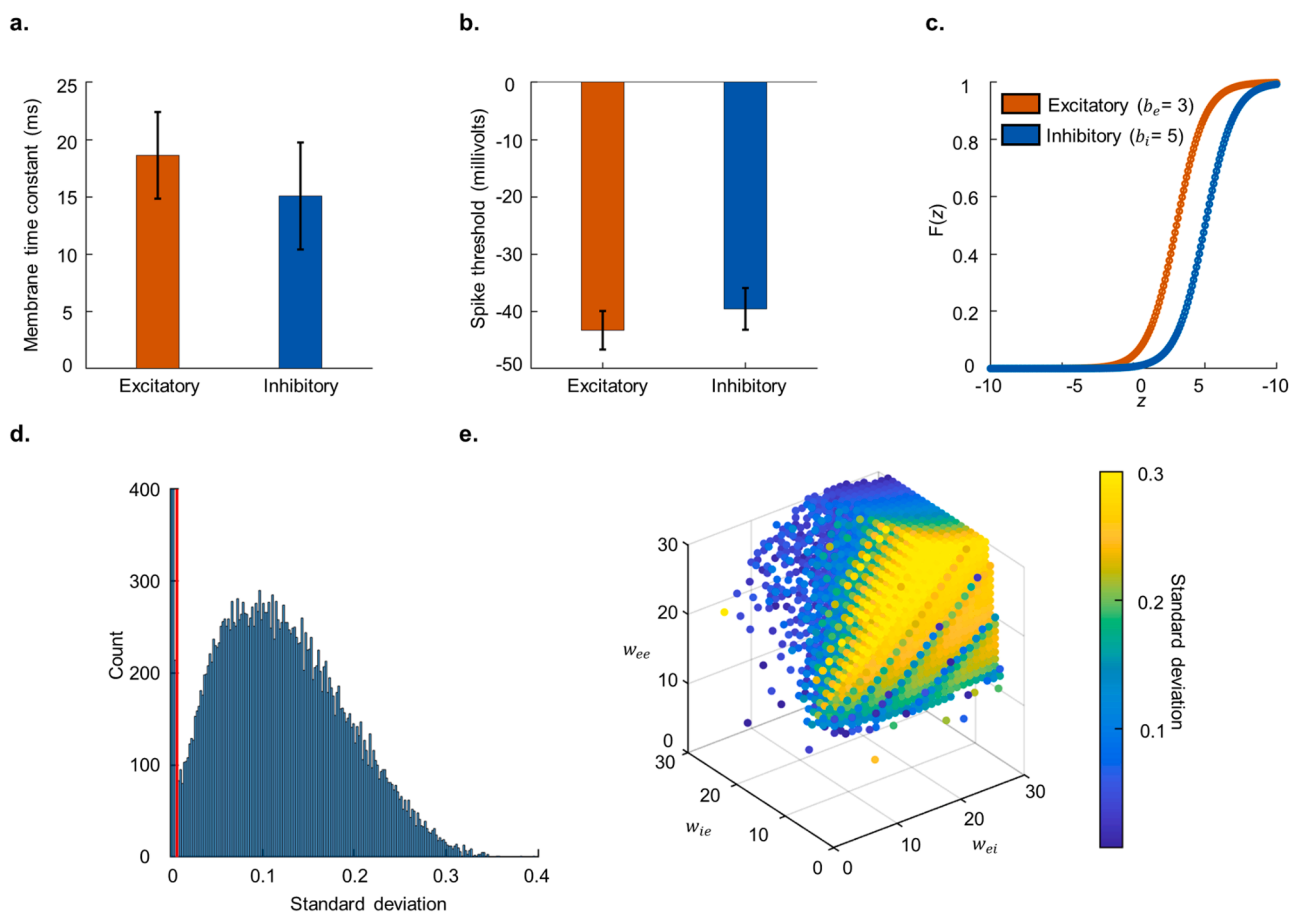 a.
25
20
15
10
5
0
Membrane time constant (ms)
Excitatory
Inhibitory
b.
0
-10
-20
-30
-40
-50
Spike threshold (millivolts)
Excitatory
Inhibitory
c.
1
0.8
0.6
0.4
0.2
0
F(z)
Excitatory (bₑ= 3)
Inhibitory (bᵢ= 5)
-10
-5
0
5
-10
z
d.
400
300
200
100
0
Count
0
0.1
0.2
0.3
0.4
Standard deviation
e.
30
20
10
0
wₑₑ
30
20
10
0
wᵢₑ
0
10
20
30
wₑᵢ
0.3
0.2
0.1
Standard deviation